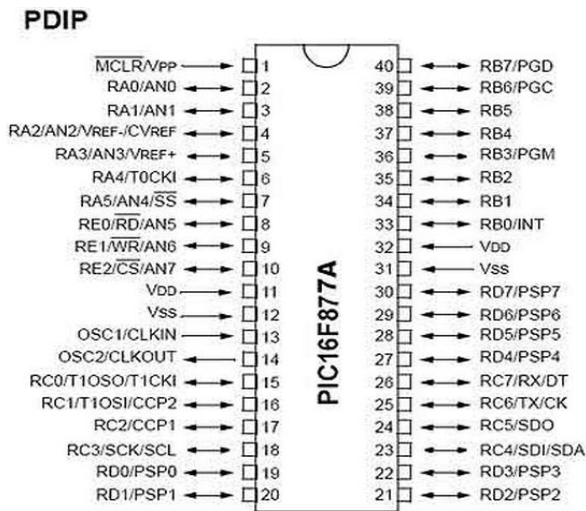 PDIP
MCLR/VPP 1
RA0/AN0 2
RA1/AN1 3
RA2/AN2/VREF-/CVREF 4
RA3/AN3/VREF+ 5
RA4/T0CKI 6
RA5/AN4/SS 7
RE0/RD/AN5 8
RE1/WR/AN6 9
RE2/CS/AN7 10
VDD 11
VSS 12
OSC1/CLKIN 13
OSC2/CLKOUT 14
RC0/T1OSO/T1CKI 15
RC1/T1OSI/CCP2 16
RC2/CCP1 17
RC3/SCK/SCL 18
RD0/PSP0 19
RD1/PSP1 20
PIC16F877A
40 RB7/PGD
39 RB6/PGC
38 RB5
37 RB4
36 RB3/PGM
35 RB2
34 RB1
33 RB0/INT
32 VDD
31 VSS
30 RD7/PSP7
29 RD6/PSP6
28 RD5/PSP5
27 RD4/PSP4
26 RC7/RX/DT
25 RC6/TX/CK
24 RC5/SDO
23 RC4/SDI/SDA
22 RD3/PSP3
21 RD2/PSP2